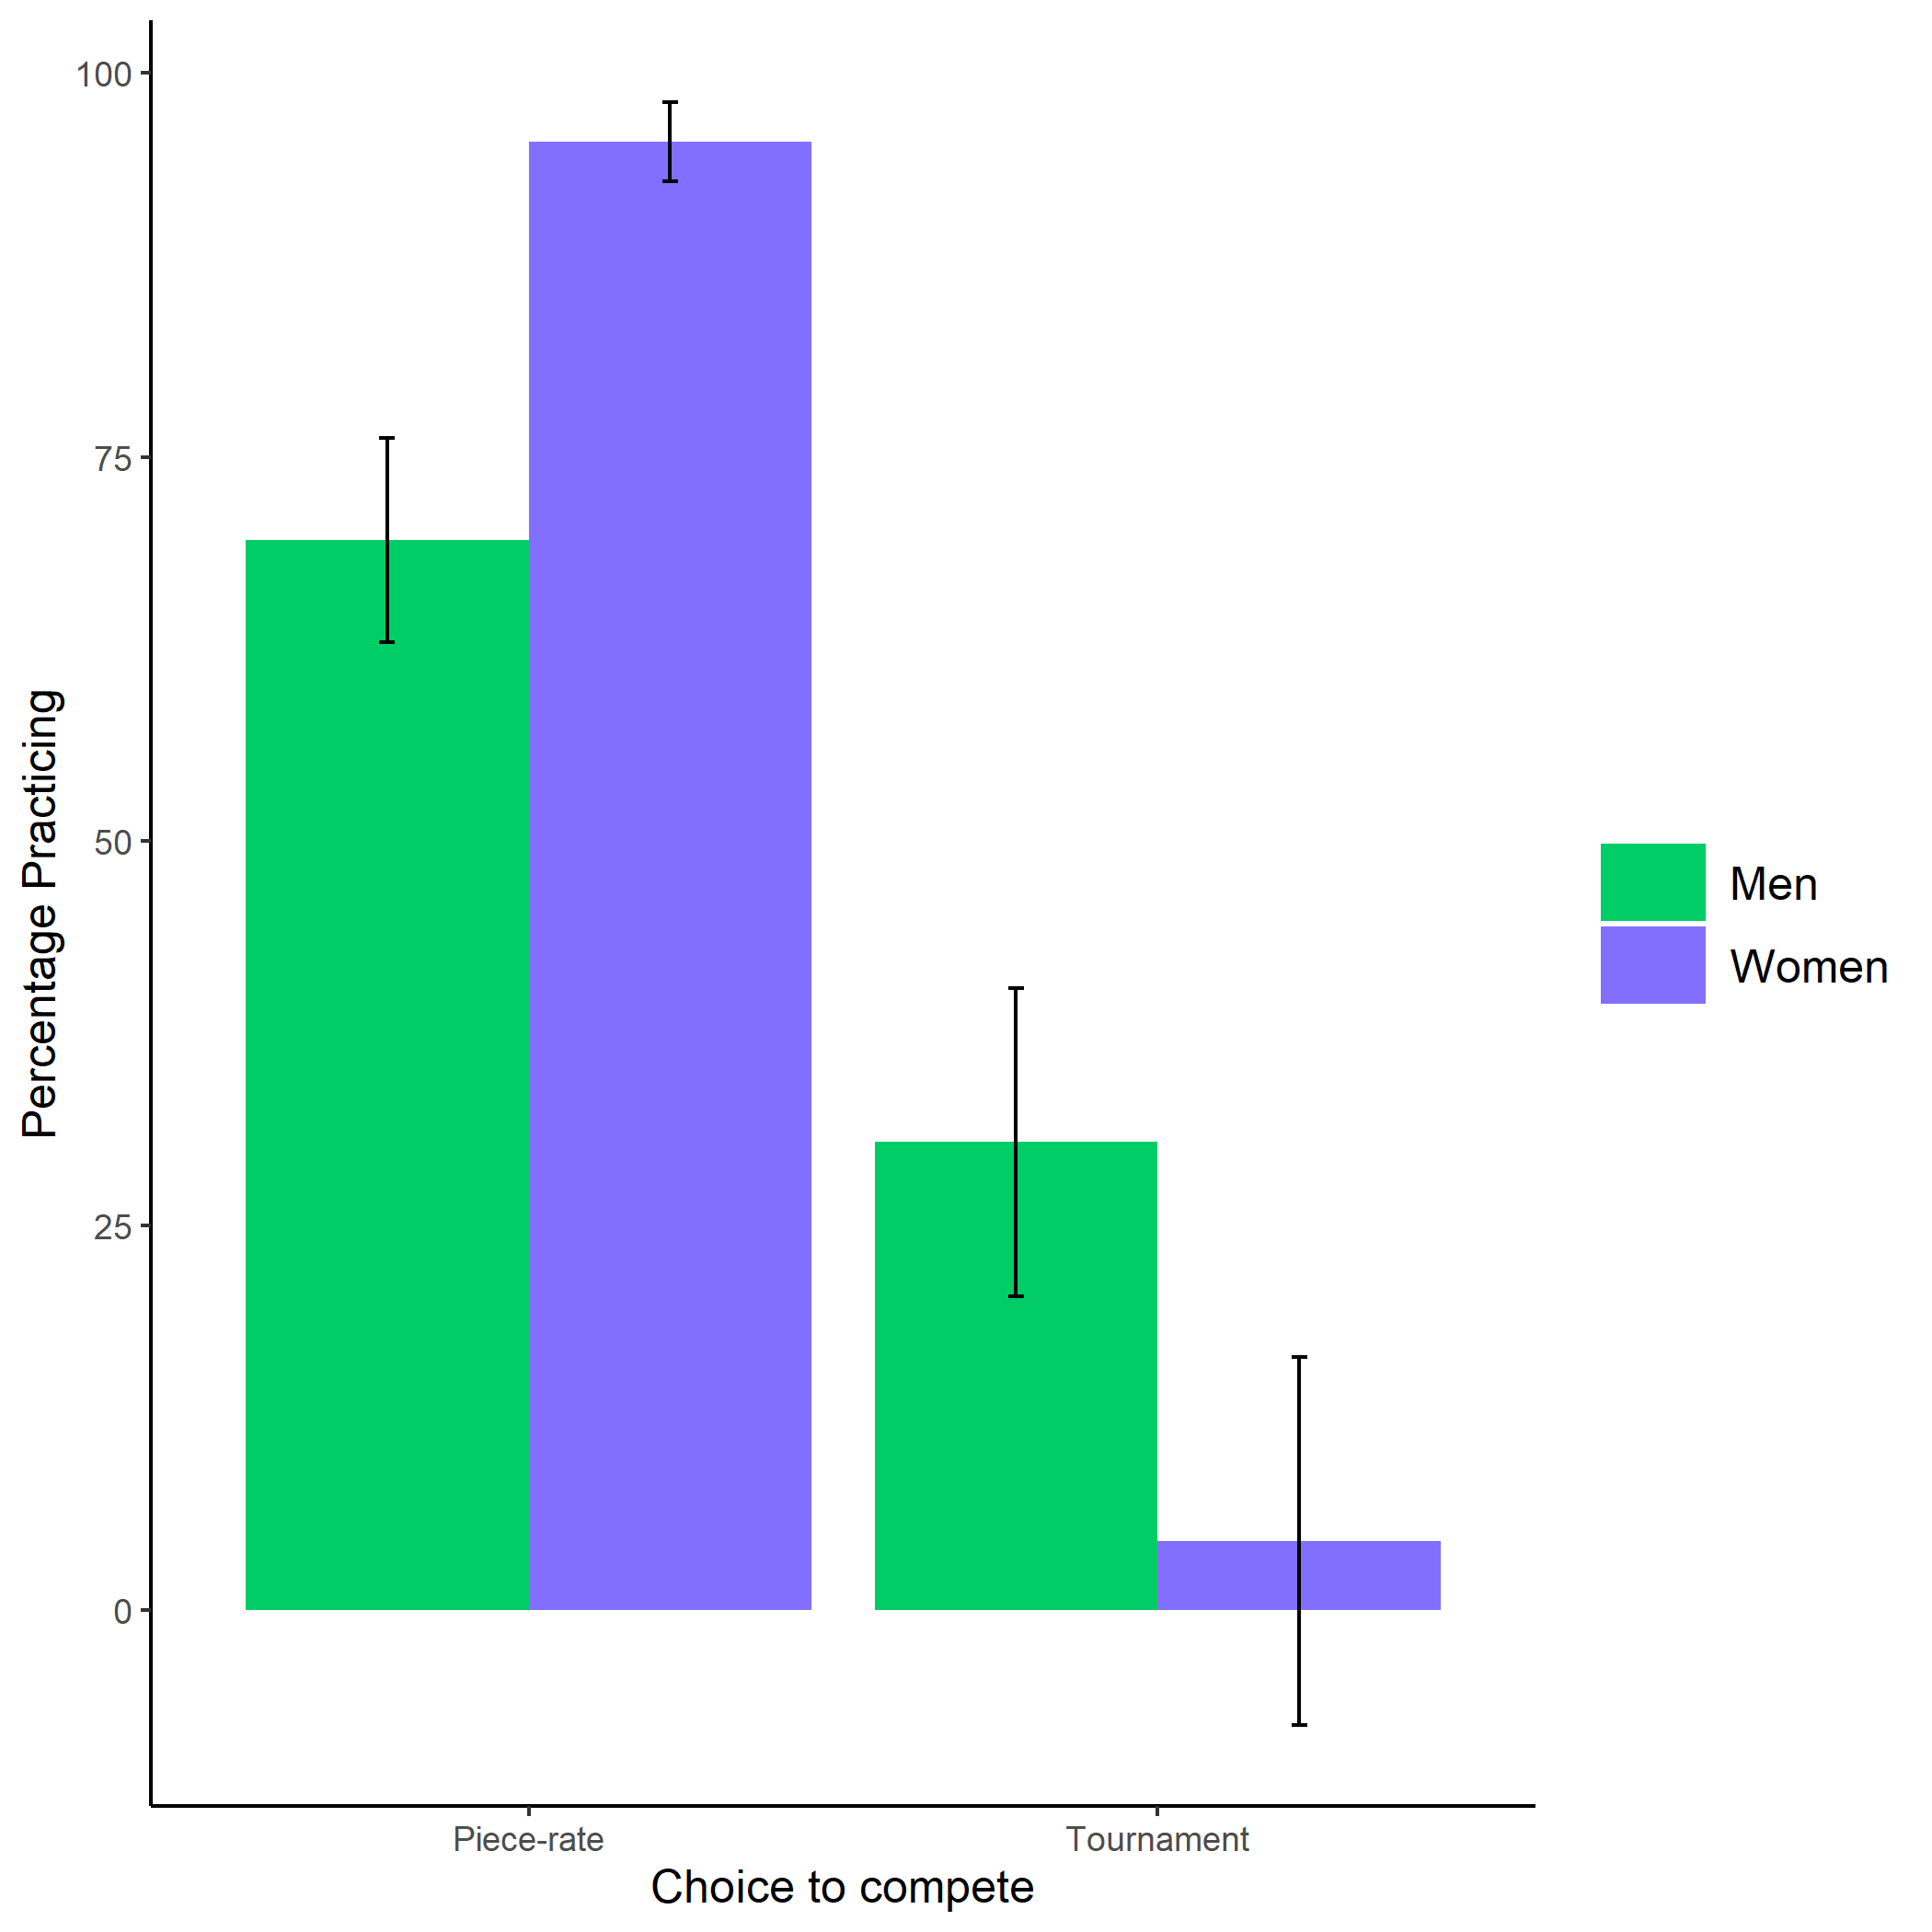 100
75
50
25
0
Percentage Practicing
Piece-rate
Tournament
Choice to compete
Men
Women